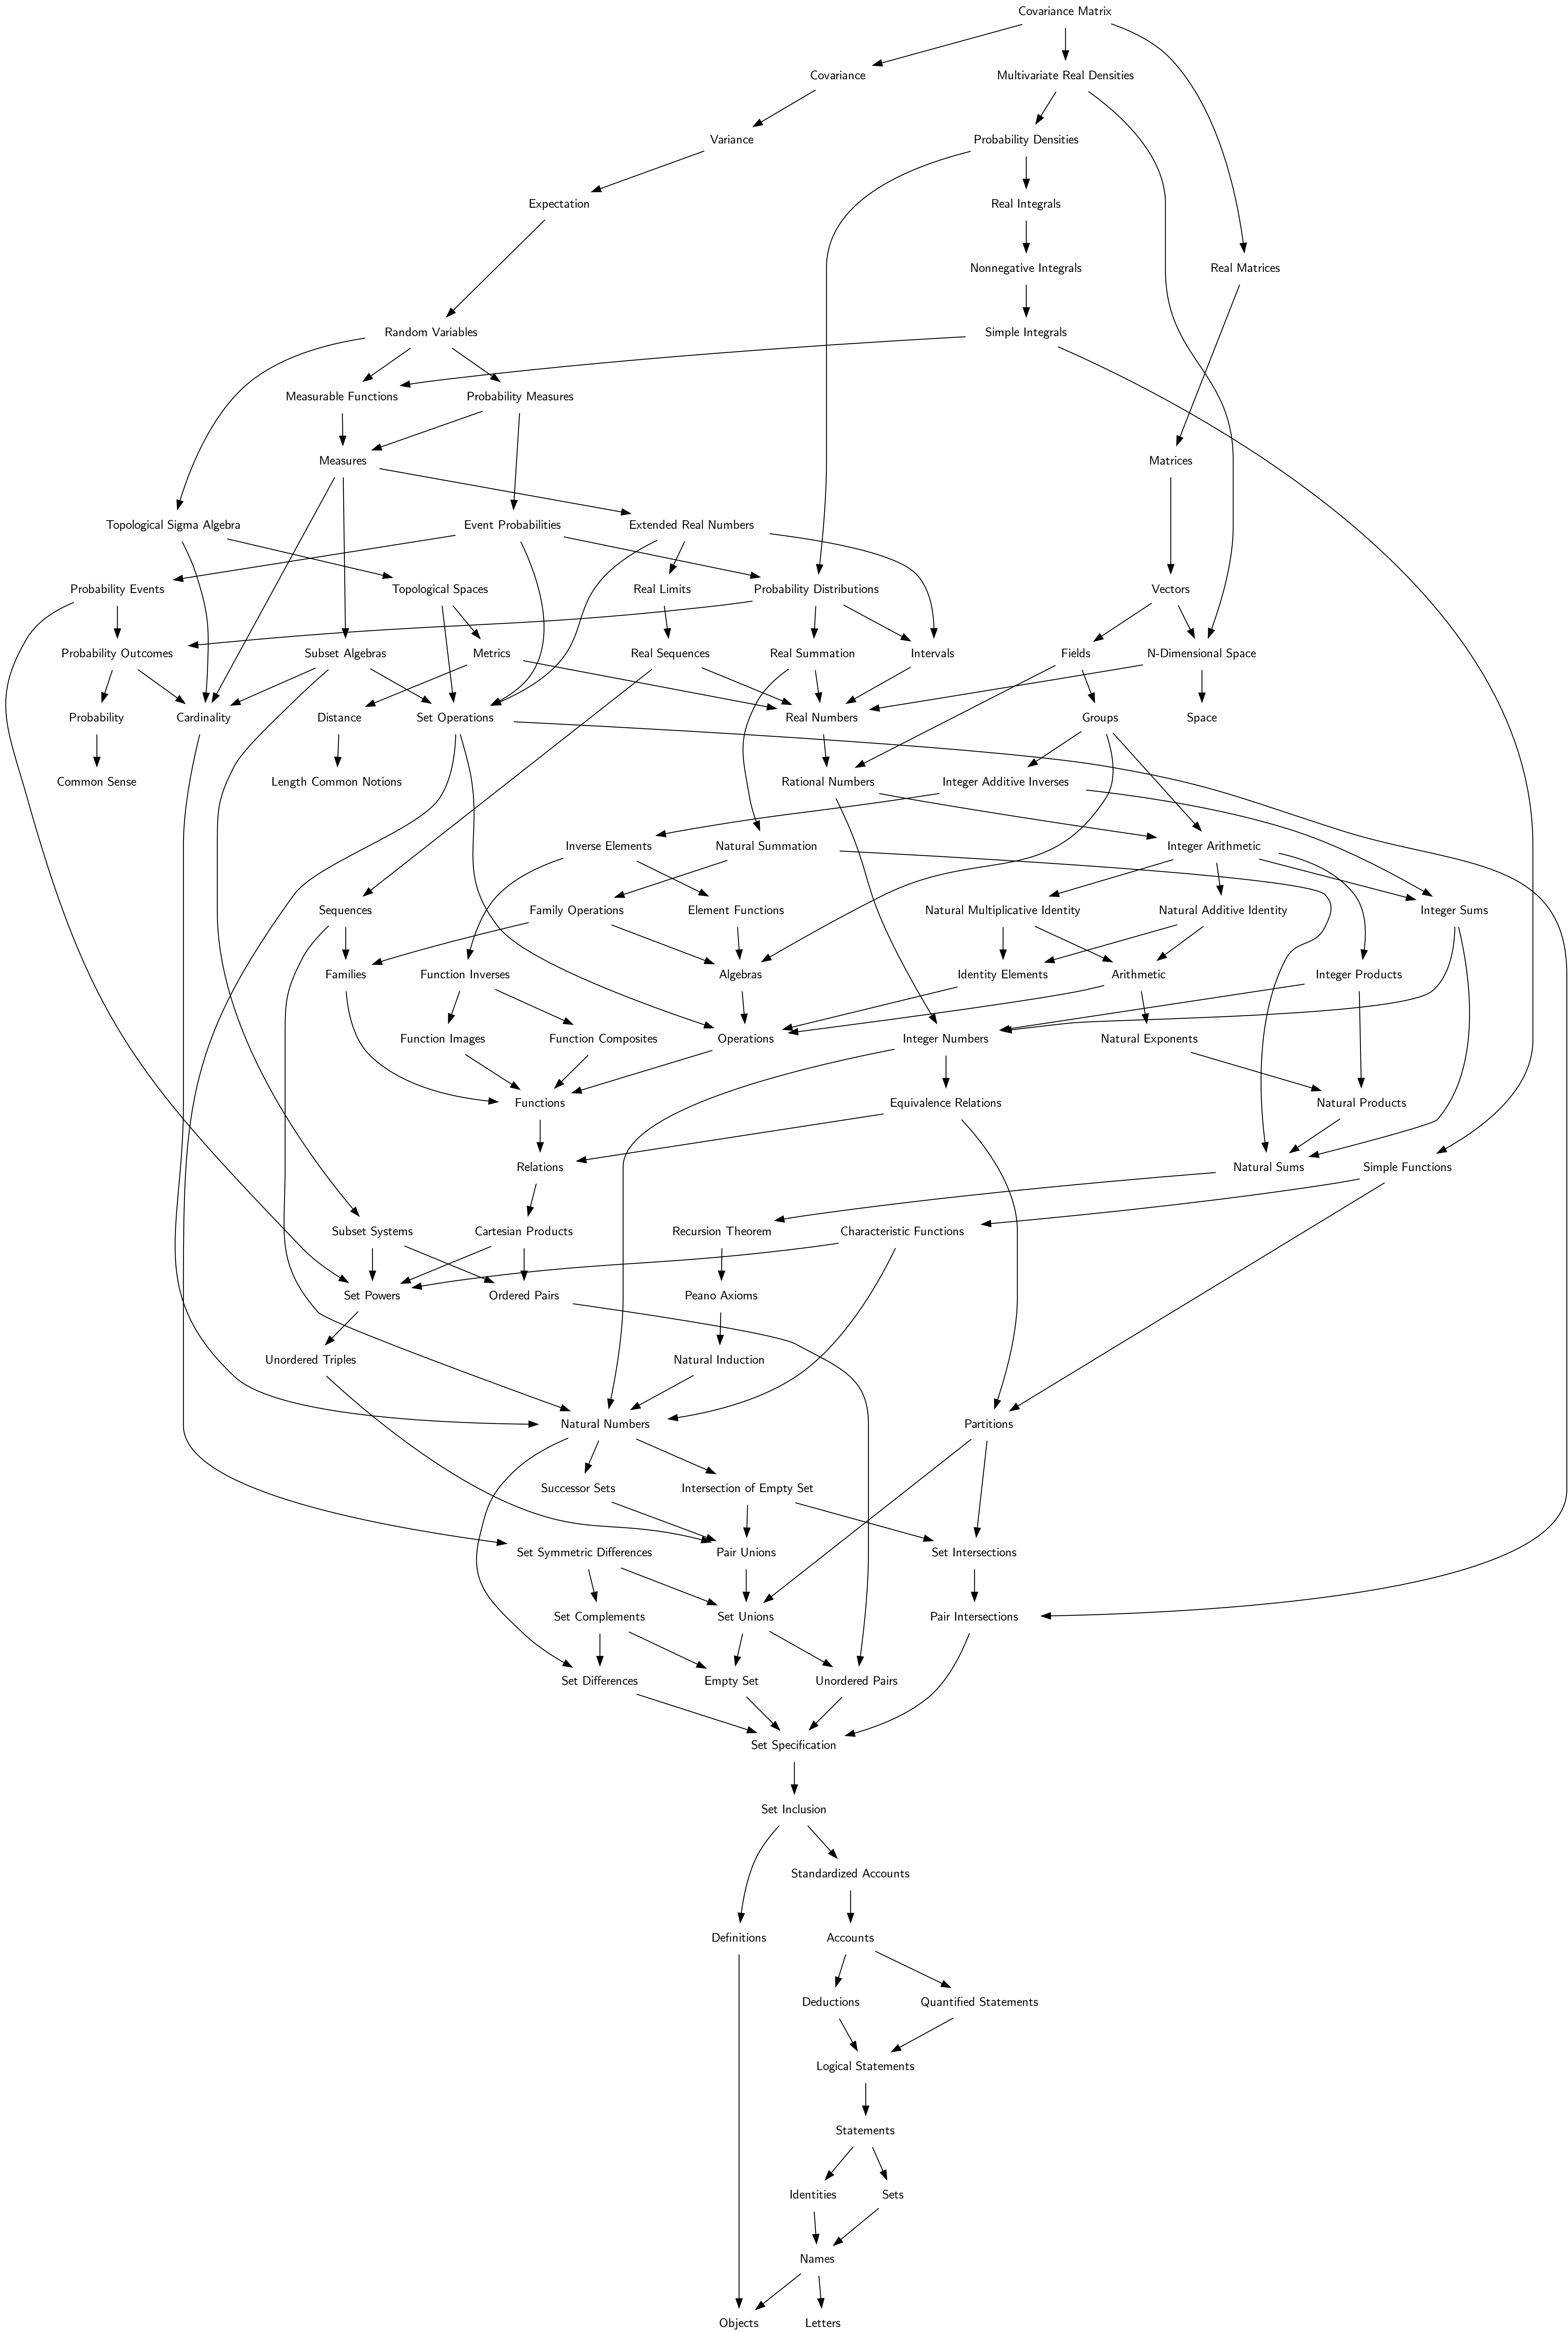 Covariance Matrix
Covariance
Multivariate Real Densities
Variance
Probability Densities
Expectation
Real Integrals
Nonnegative Integrals
Real Matrices
Random Variables
Simple Integrals
Measurable Functions
Probability Measures
Measures
Matrices
Topological Sigma Algebra
Event Probabilities
Extended Real Numbers
Probability Events
Topological Spaces
Real Limits
Probability Distributions
Vectors
Probability Outcomes
Subset Algebras
Metrics
Real Sequences
Real Summation
Intervals
Fields
N-Dimensional Space
Probability
Cardinality
Distance
Set Operations
Real Numbers
Groups
Space
Common Sense
Length Common Notions
Rational Numbers
Integer Additive Inverses
Inverse Elements
Natural Summation
Integer Arithmetic
Sequences
Family Operations
Element Functions
Natural Multiplicative Identity
Natural Additive Identity
Integer Sums
Families
Function Inverses
Algebras
Identity Elements
Arithmetic
Integer Products
Function Images
Function Composites
Operations
Integer Numbers
Natural Exponents
Functions
Equivalence Relations
Natural Products
Relations
Natural Sums
Simple Functions
Subset Systems
Cartesian Products
Recursion Theorem
Characteristic Functions
Set Powers
Ordered Pairs
Peano Axioms
Unordered Triples
Natural Induction
Natural Numbers
Partitions
Successor Sets
Intersection of Empty Set
Set Symmetric Differences
Pair Unions
Set Intersections
Set Complements
Set Unions
Pair Intersections
Set Differences
Empty Set
Unordered Pairs
Set Specification
Set Inclusion
Standardized Accounts
Definitions
Accounts
Deductions
Quantified Statements
Logical Statements
Statements
Identities
Sets
Names
Objects
Letters